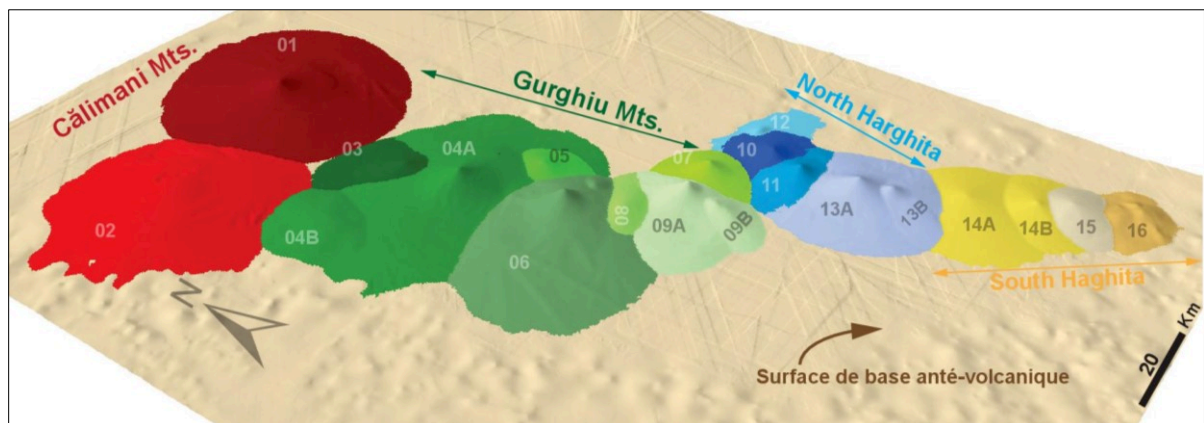 01
Călimani Mts.
Gurghiu Mts.
North Harghita
12
03
04A
05
07
10
11
02
04B
06
08
09A
09B
13A
13B
14A
14B
15
16
South Haghita
N
Surface de base anté-volcanique
20 Km